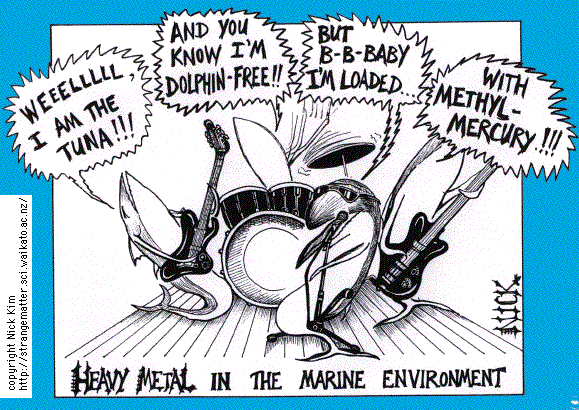 WEEELLLLL,
I AM THE
TUNA!!!
AND YOU
KNOW I'M
DOLPHIN-FREE!!
BUT
B-B-BABY
I'M LOADED...
WITH
METHYL-
MERCURY.!!!
NICK.
HEAVY METAL IN THE MARINE ENVIRONMENT
copyright Nick Kim
http://strangematter.sci.waikato.ac.nz/